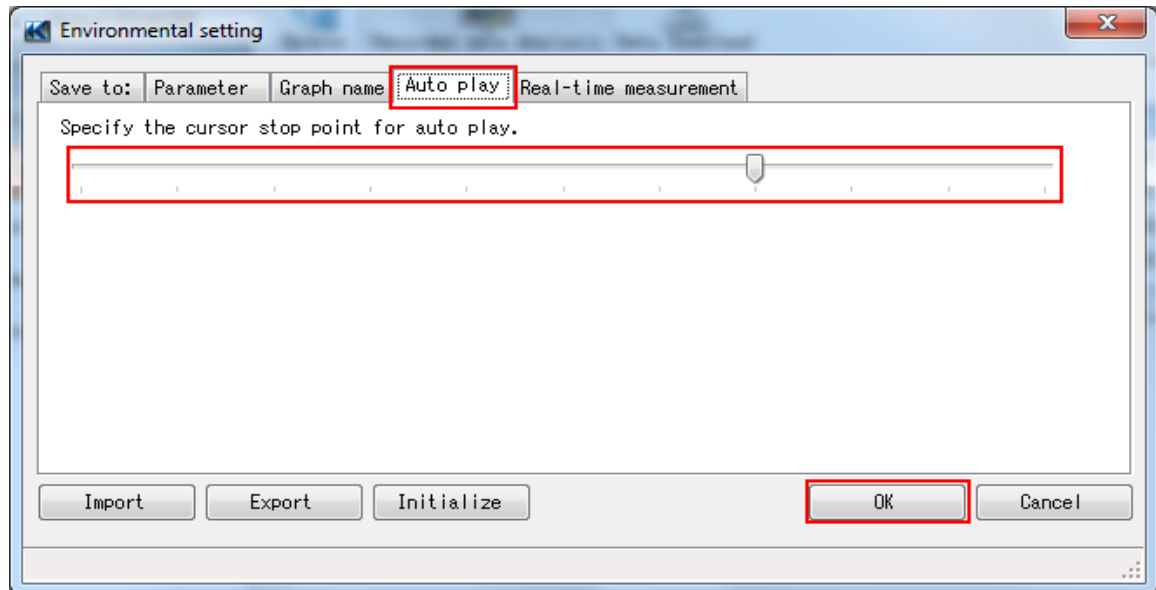 Environmental setting
Save to: Parameter Graph name Auto play Real-time measurement
Specify the cursor stop point for auto play.
Import Export Initialize OK Cancel